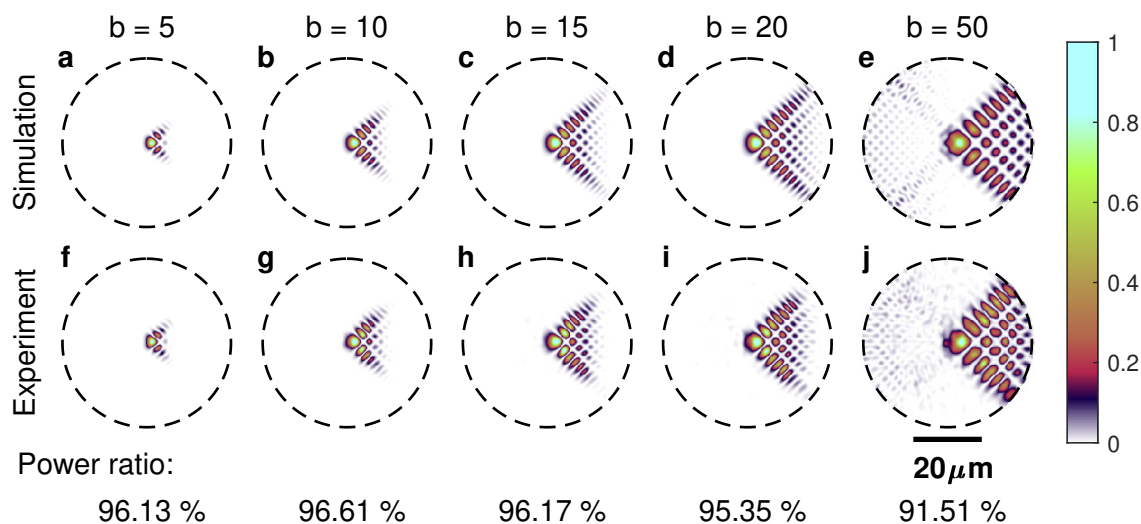 b = 5 b = 10 b = 15 b = 20 b = 50
a b c d e
Simulation
f g h i j
Experiment
1
0.8
0.6
0.4
0.2
0
20μm
Power ratio:
96.13 % 96.61 % 96.17 % 95.35 % 91.51 %